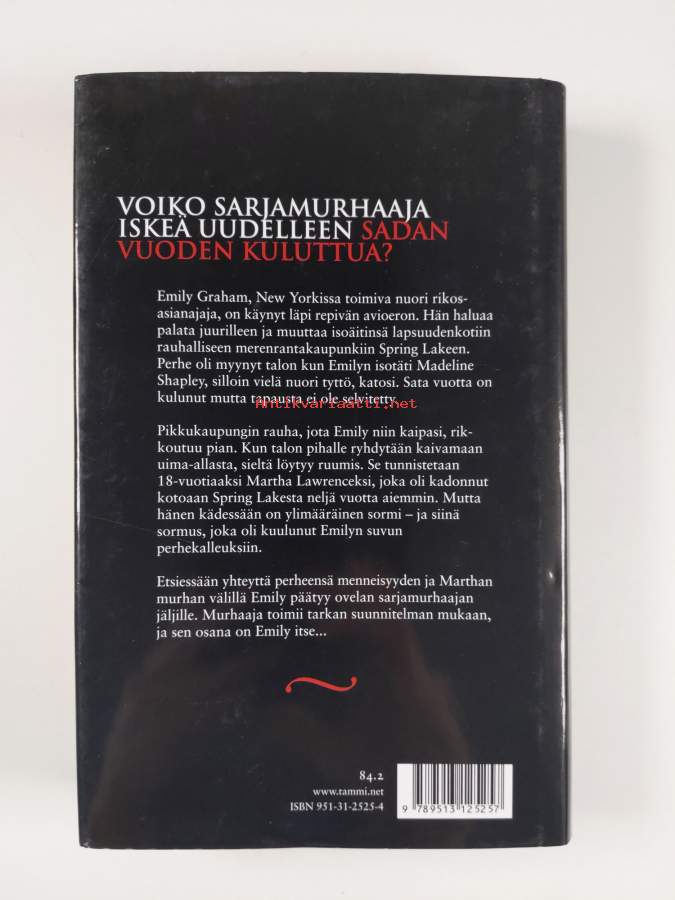 VOIKO SARJAMURHAAJA
ISKEÄ UUDELLEEN SADAN
VUODEN KULUTTUA?
Emily Graham, New Yorkissa toimiva nuori rikos-
asianajaja, on käynyt läpi repivän avioeron. Hän haluaa
palata juurilleen ja muuttaa isoäitinsä lapsuudenkotiin
rauhalliseen merenrantakaupunkiin Spring Lakeen.
Perhe oli myynyt talon kun Emilyn isotäti Madeline
Shapley, silloin vielä nuori tyttö, katosi. Sata vuotta on
kulunut mutta tapausta ei ole selvitetty.
Antikvariaatti.net
Pikkukaupungin rauha, jota Emily niin kaipasi, rik-
koutuu pian. Kun talon pihalle ryhdytään kaivamaan
uima-allasta, sieltä löytyy ruumis. Se tunnistetaan
18-vuotiaaksi Martha Lawrenceksi, joka oli kadonnut
kotoaan Spring Lakesta neljä vuotta aiemmin. Mutta
hänen kädessään on ylimääräinen sormi – ja siinä
sormus, joka oli kuulunut Emilyn suvun
perhekalleuksiin.
Etsiessään yhteyttä perheensä menneisyyden ja Marthan
murhan välillä Emily päätyy ovelan sarjamurhaajan
jäljille. Murhaaja toimii tarkan suunnitelman mukaan,
ja sen osana on Emily itse...
84.2
www.tammi.net
ISBN 951-31-2525-4
9 789513 125257